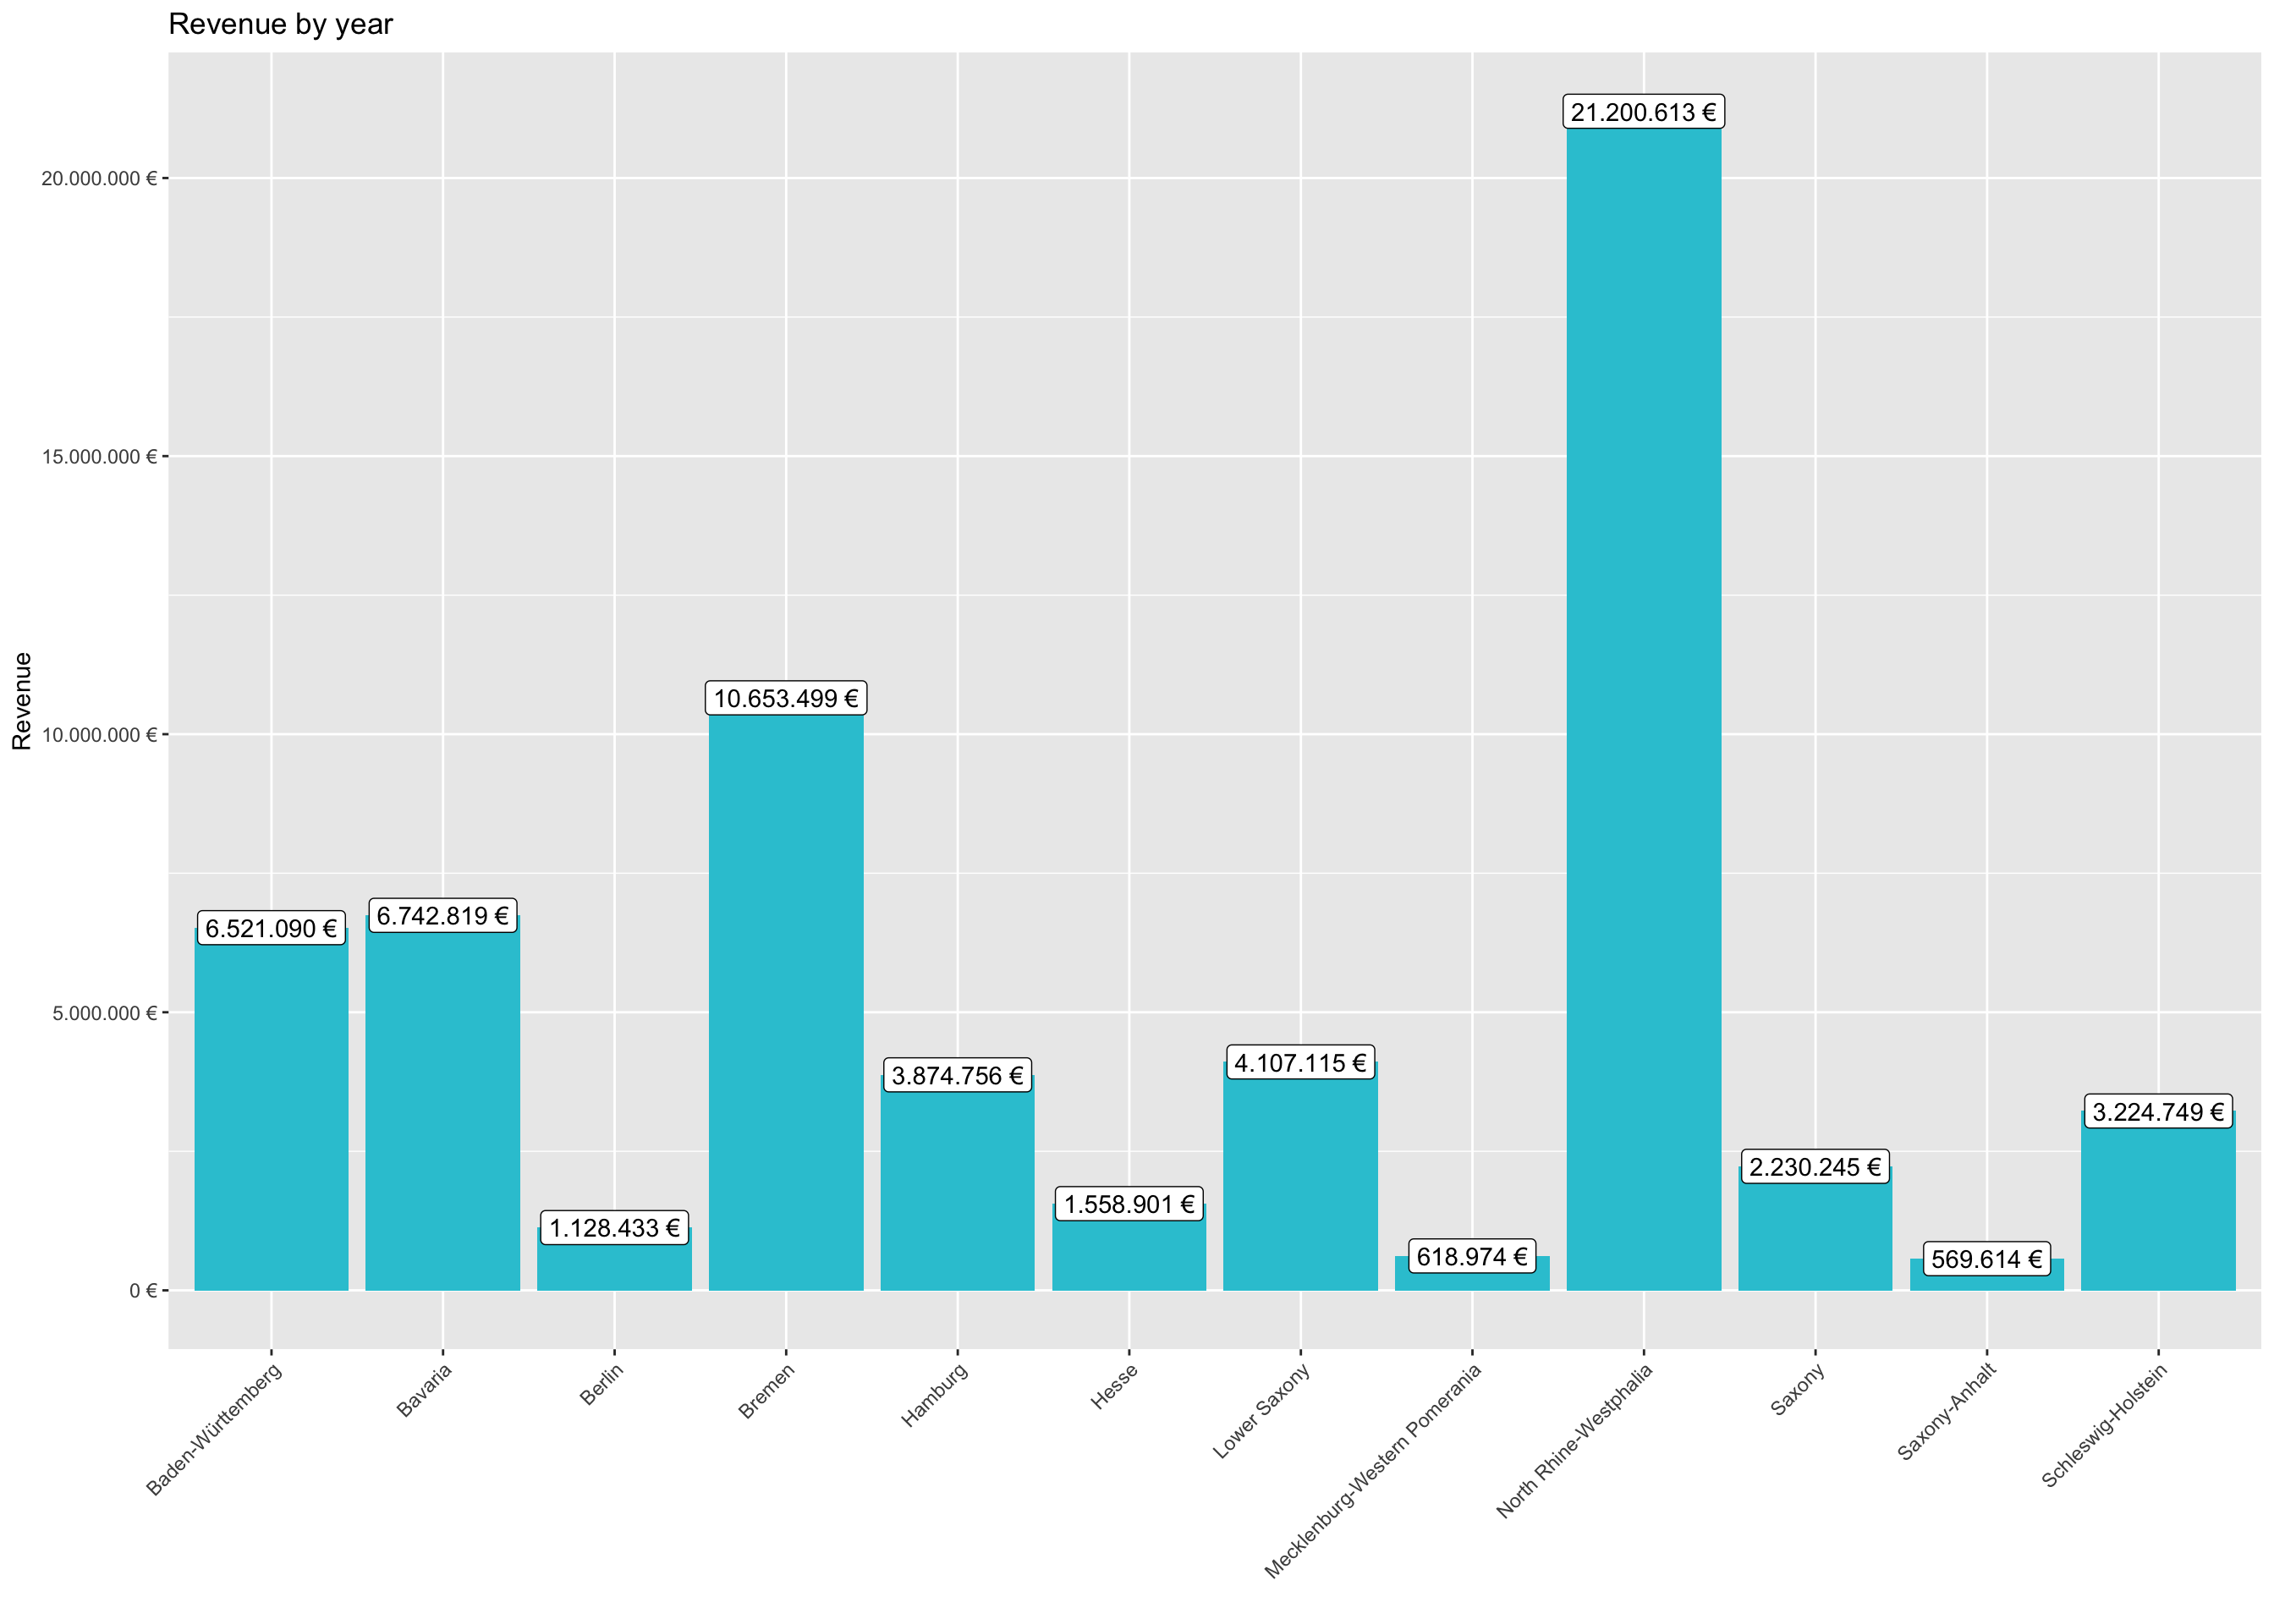 Revenue by year
Revenue
20.000.000 €
15.000.000 €
10.000.000 €
5.000.000 €
0 €
6.521.090 €
6.742.819 €
1.128.433 €
10.653.499 €
3.874.756 €
1.558.901 €
4.107.115 €
618.974 €
21.200.613 €
2.230.245 €
569.614 €
3.224.749 €
Baden-Württemberg
Bavaria
Berlin
Bremen
Hamburg
Hesse
Lower Saxony
Mecklenburg-Western Pomerania
North Rhine-Westphalia
Saxony
Saxony-Anhalt
Schleswig-Holstein